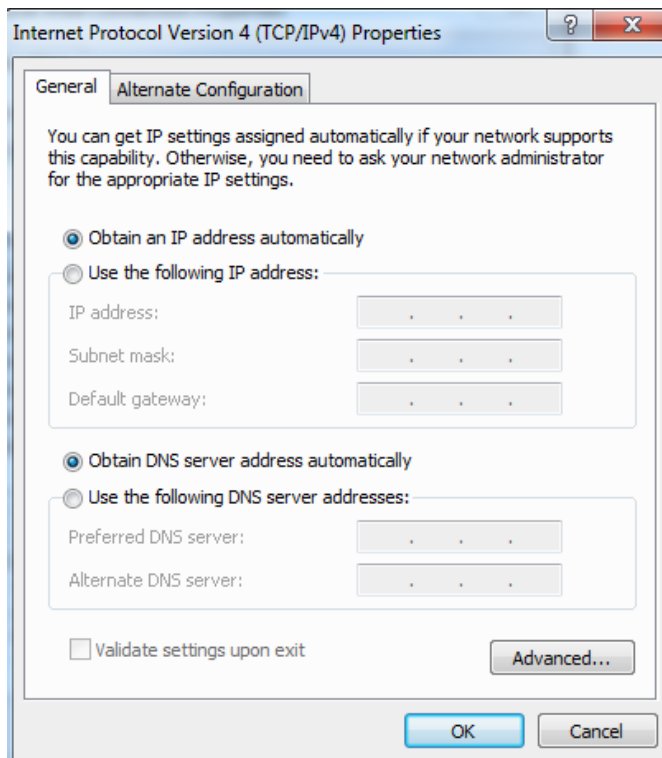 Internet Protocol Version 4 (TCP/IPv4) Properties
General
Alternate Configuration
You can get IP settings assigned automatically if your network supports
this capability. Otherwise, you need to ask your network administrator
for the appropriate IP settings.
Obtain an IP address automatically
Use the following IP address:
IP address:
Subnet mask:
Default gateway:
Obtain DNS server address automatically
Use the following DNS server addresses:
Preferred DNS server:
Alternate DNS server:
Validate settings upon exit
Advanced...
OK
Cancel